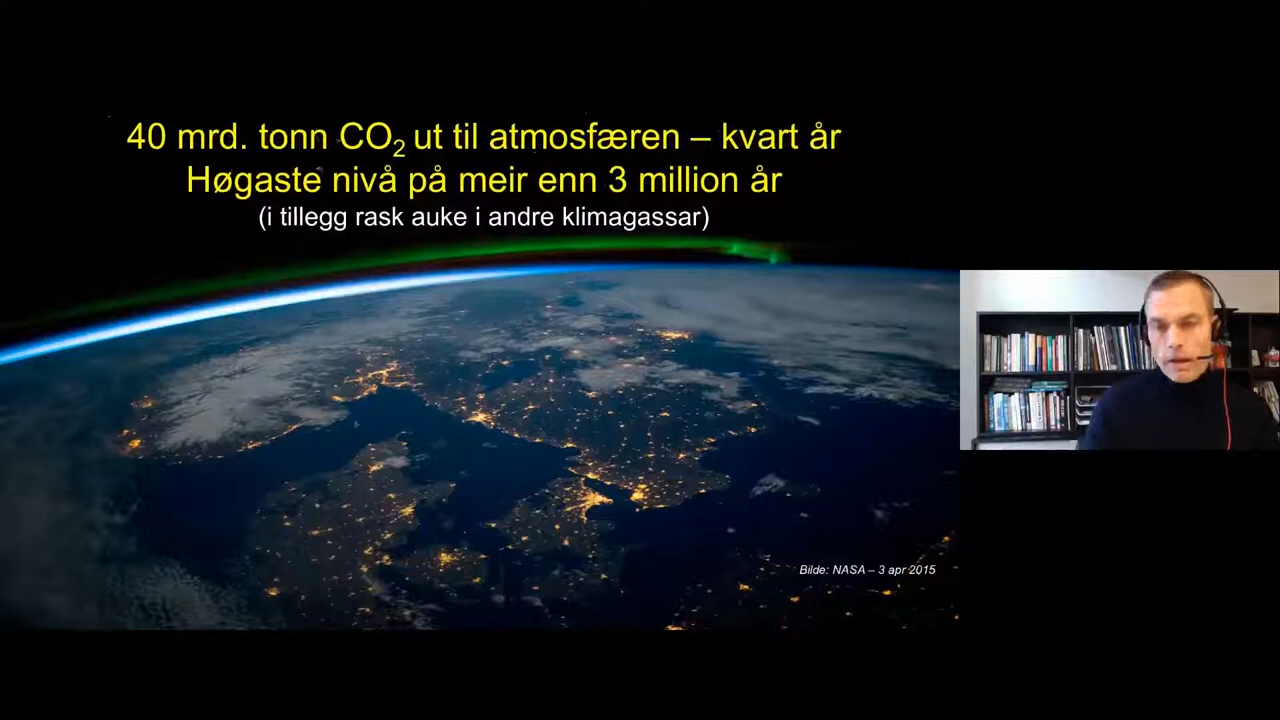 40 mrd. tonn CO₂ ut til atmosfæren – kvart år
Høgaste nivå på meir enn 3 million år
(i tillegg rask auke i andre klimagassar)
Bilde: NASA – 3 apr 2015